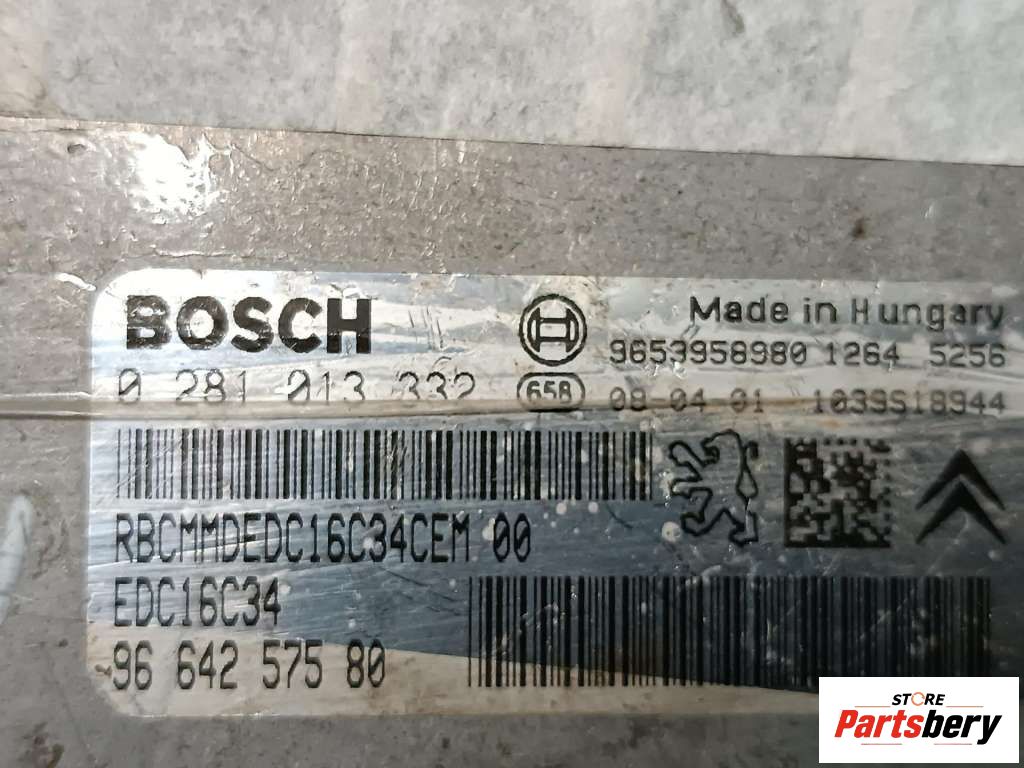 BOSCH
Made in Hungary
9653958980 1264 5256
0 281 013 332
658
08-04-01 1039S18944
RBCMMDEDC16C34CEM 00
EDC16C34
96 642 575 80
STORE
Partsbery